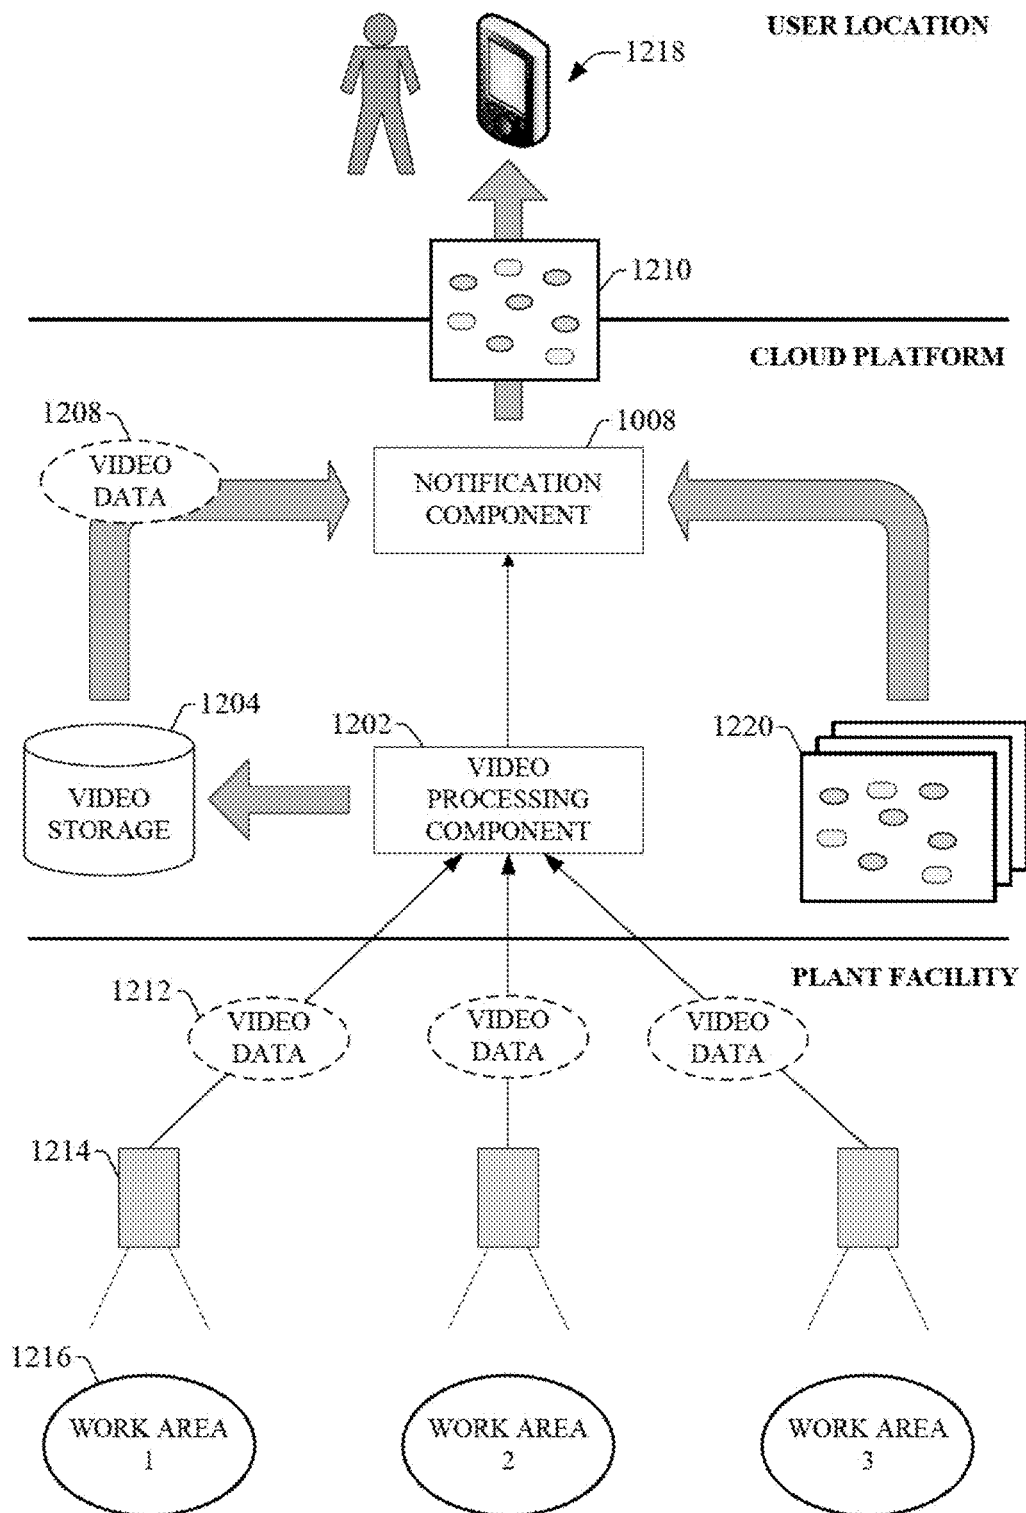 USER LOCATION
1218
1210
CLOUD PLATFORM
1208
VIDEO
DATA
1008
NOTIFICATION
COMPONENT
1204
VIDEO
STORAGE
1202
VIDEO
PROCESSING
COMPONENT
1220
PLANT FACILITY
1212
VIDEO
DATA
VIDEO
DATA
VIDEO
DATA
1214
1216
WORK AREA
1
WORK AREA
2
WORK AREA
3